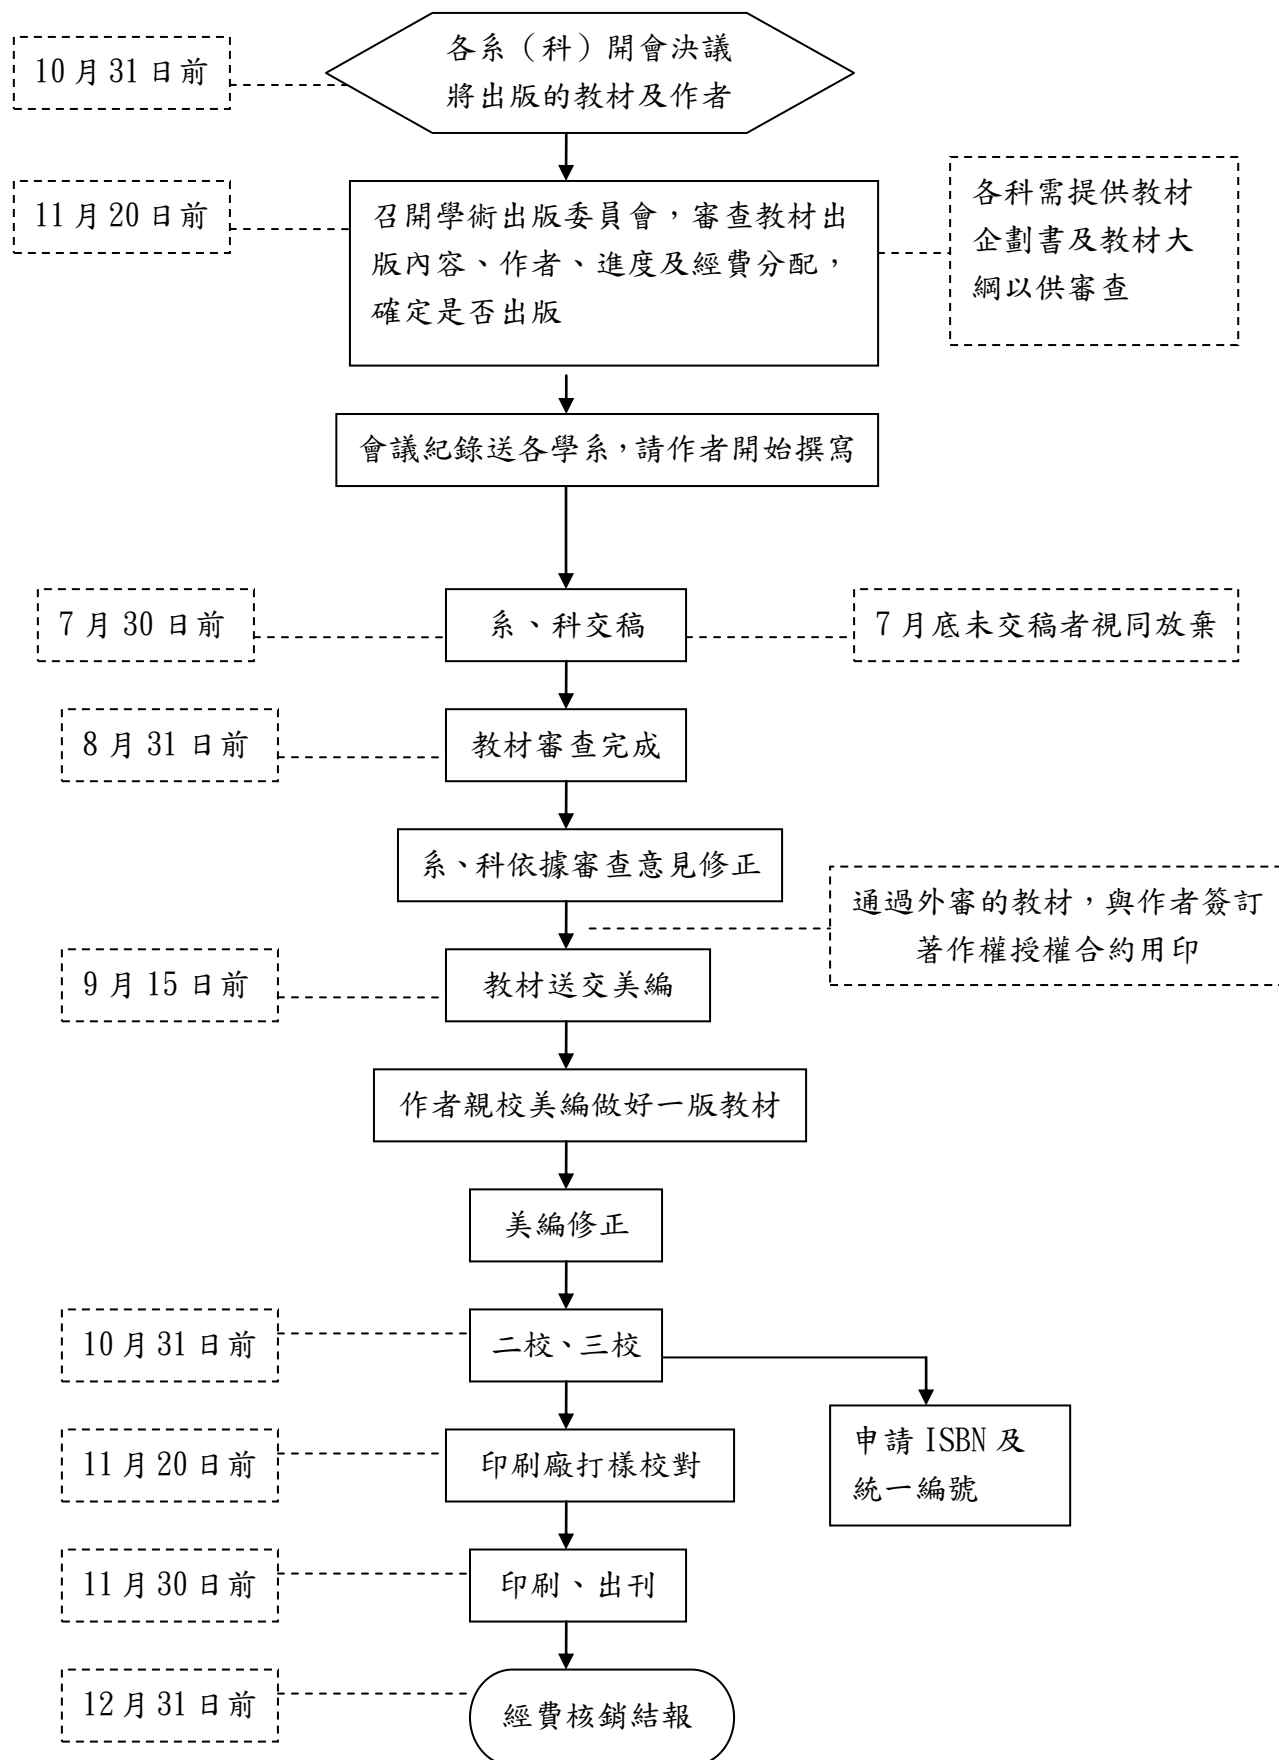 10月31日前
各系（科）開會決議
將出版的教材及作者
11月20日前
召開學術出版委員會，審查教材出
版內容、作者、進度及經費分配，
確定是否出版
各科需提供教材
企劃書及教材大
綱以供審查
會議紀錄送各學系，請作者開始撰寫
7月30日前
系、科交稿
7月底未交稿者視同放棄
8月31日前
教材審查完成
系、科依據審查意見修正
通過外審的教材，與作者簽訂
著作權授權合約用印
9月15日前
教材送交美編
作者親校美編做好一版教材
美編修正
10月31日前
二校、三校
申請 ISBN 及
統一編號
11月20日前
印刷廠打樣校對
11月30日前
印刷、出刊
12月31日前
經費核銷結報